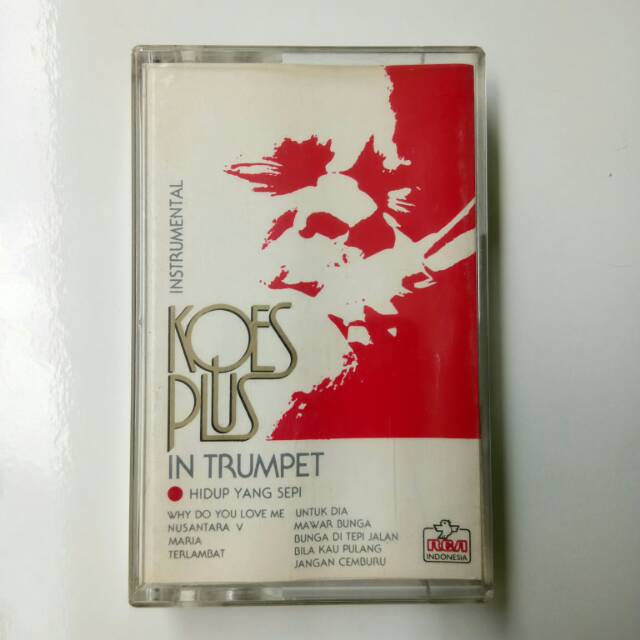 INSTRUMENTAL
KOES
PLUS
IN TRUMPET
HIDUP YANG SEPI
WHY DO YOU LOVE ME
NUSANTARA V
MARIA
TERLAMBAT
UNTUK DIA
MAWAR BUNGA
BUNGA DI TEPI JALAN
BILA KAU PULANG
JANGAN CEMBURU
RCA
INDONESIA